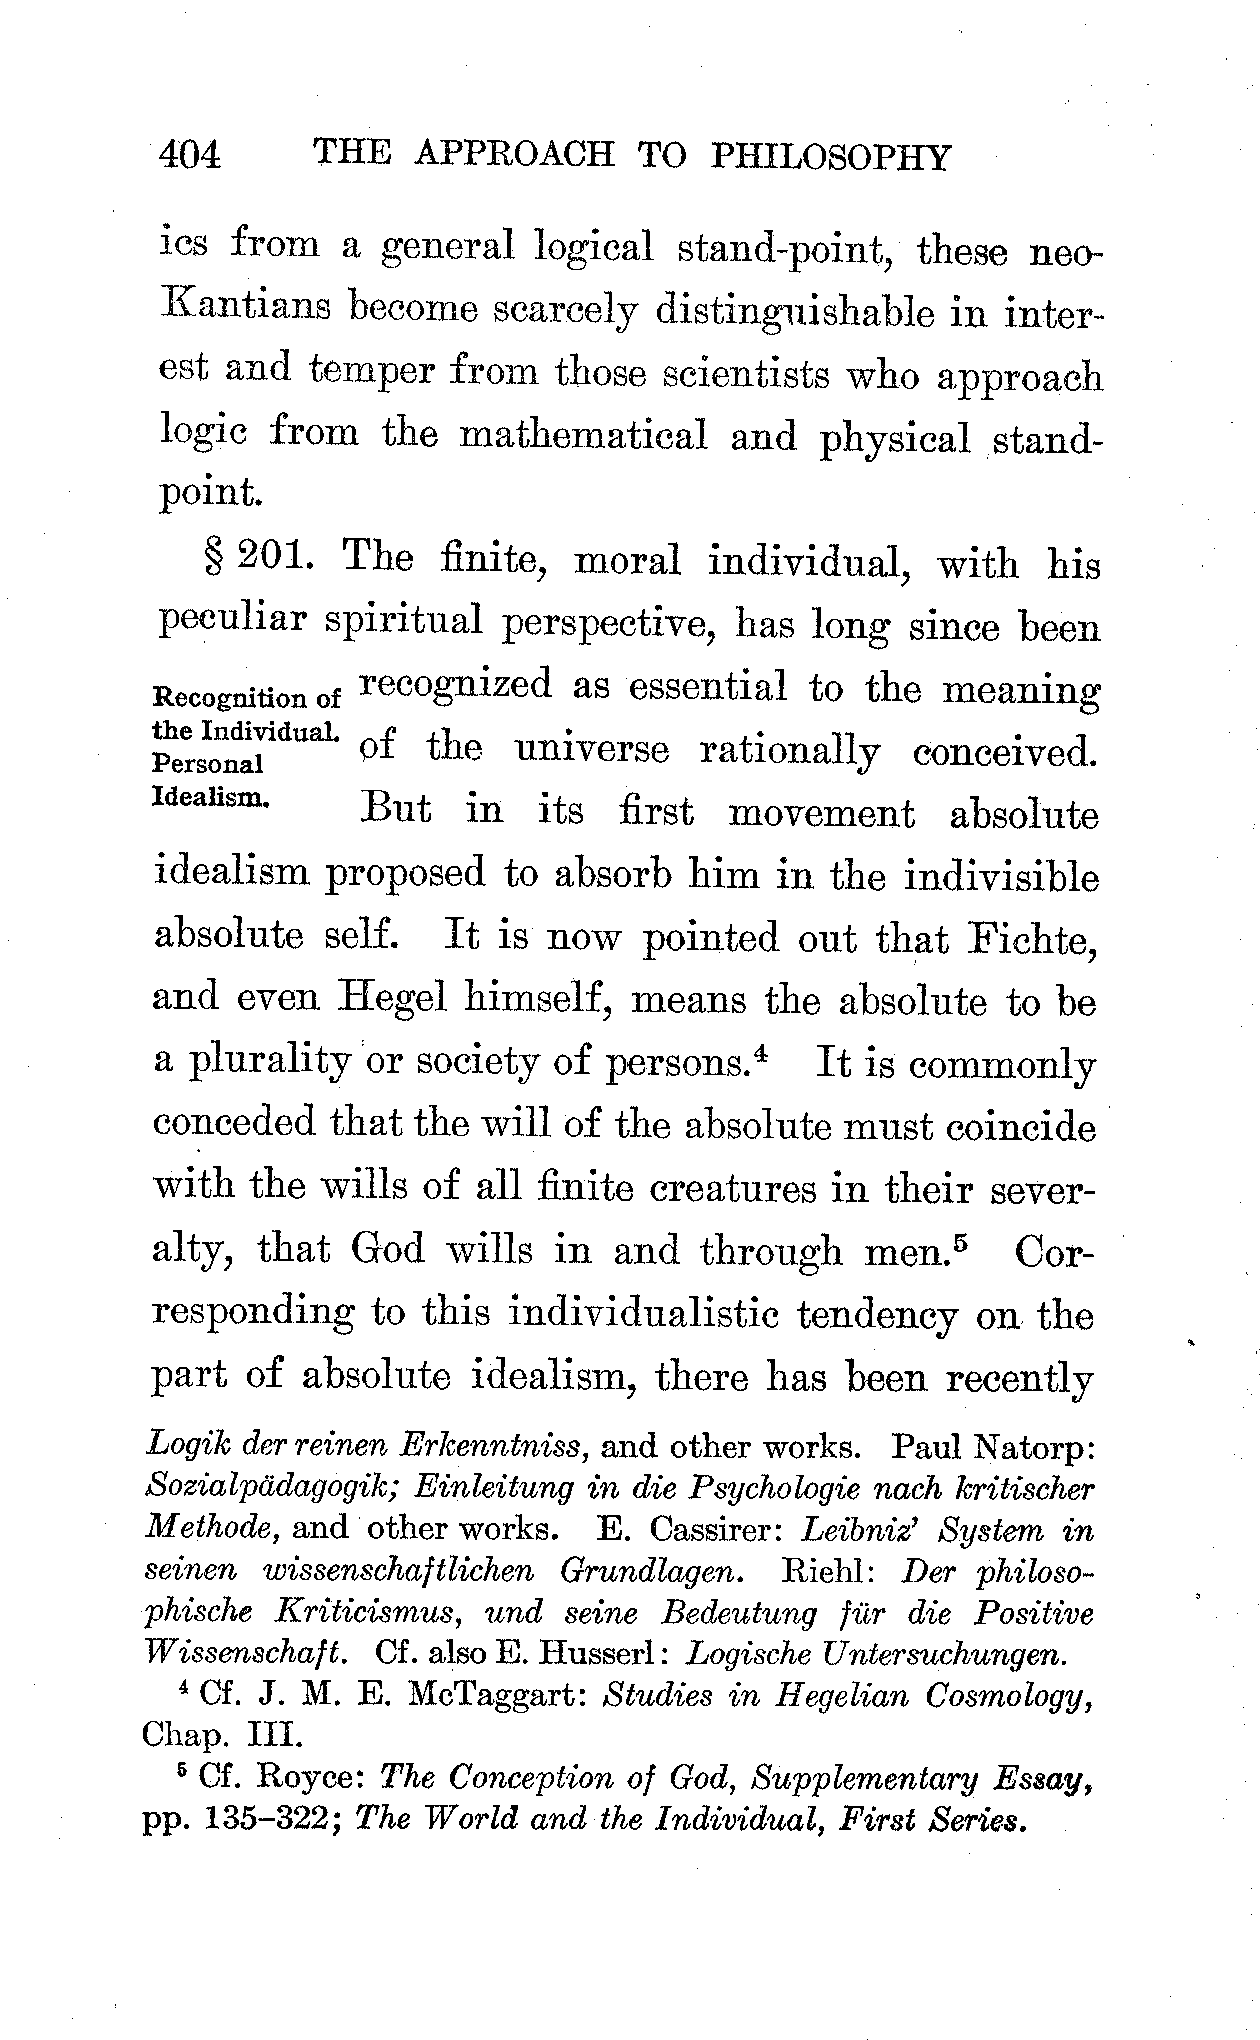 404 THE APPROACH TO PHILOSOPHY
ics from a general logical stand-point, these neo-
Kantians become scarcely distinguishable in inter-
est and temper from those scientists who approach
logic from the mathematical and physical stand-
point.
§ 201. The finite, moral individual, with his
peculiar spiritual perspective, has long since been
Recognition of
the Individual.
Personal
Idealism.
recognized as essential to the meaning
of the universe rationally conceived.
But in its first movement absolute
idealism proposed to absorb him in the indivisible
absolute self. It is now pointed out that Fichte,
and even Hegel himself, means the absolute to be
a plurality or society of persons.⁴ It is commonly
conceded that the will of the absolute must coincide
with the wills of all finite creatures in their sever-
alty, that God wills in and through men.⁵ Cor-
responding to this individualistic tendency on the
part of absolute idealism, there has been recently
Logik der reinen Erkenntniss, and other works. Paul Natorp:
Sozialpädagogik; Einleitung in die Psychologie nach kritischer
Methode, and other works. E. Cassirer: Leibniz' System in
seinen wissenschaftlichen Grundlagen. Riehl: Der philoso-
phische Kriticismus, und seine Bedeutung für die Positive
Wissenschaft. Cf. also E. Husserl: Logische Untersuchungen.
⁴ Cf. J. M. E. McTaggart: Studies in Hegelian Cosmology,
Chap. III.
⁵ Cf. Royce: The Conception of God, Supplementary Essay,
pp. 135–322; The World and the Individual, First Series.